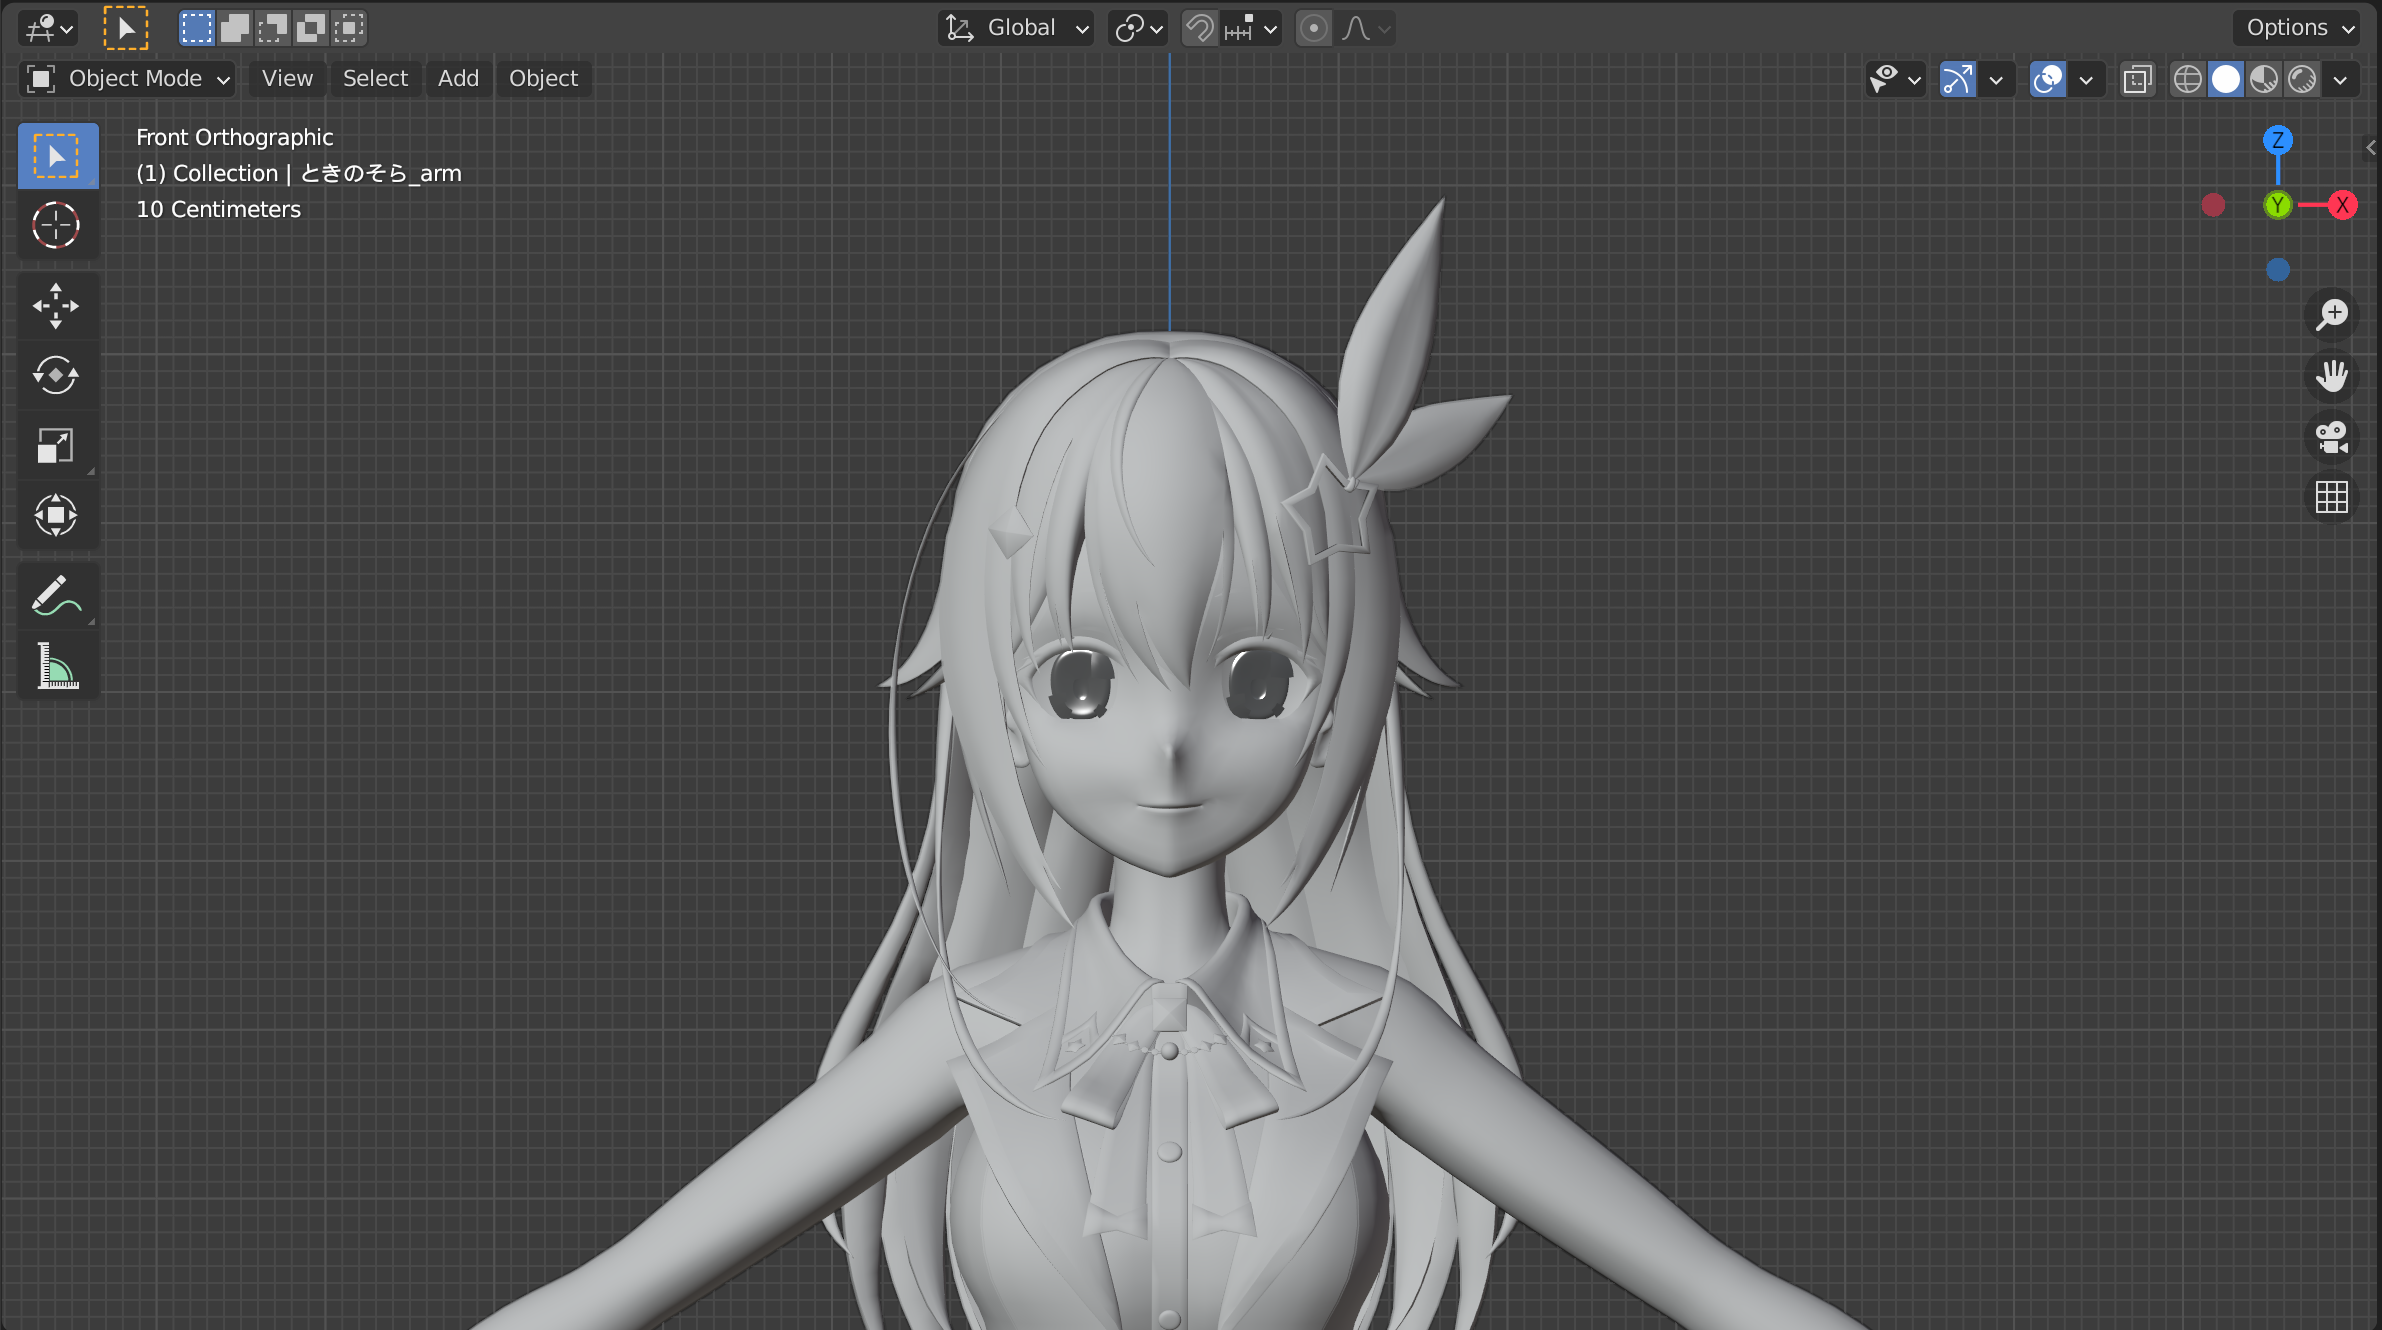 Global
Options
Object Mode View Select Add Object
Front Orthographic
(1) Collection | ときのそら_arm
10 Centimeters
Z
Y
X